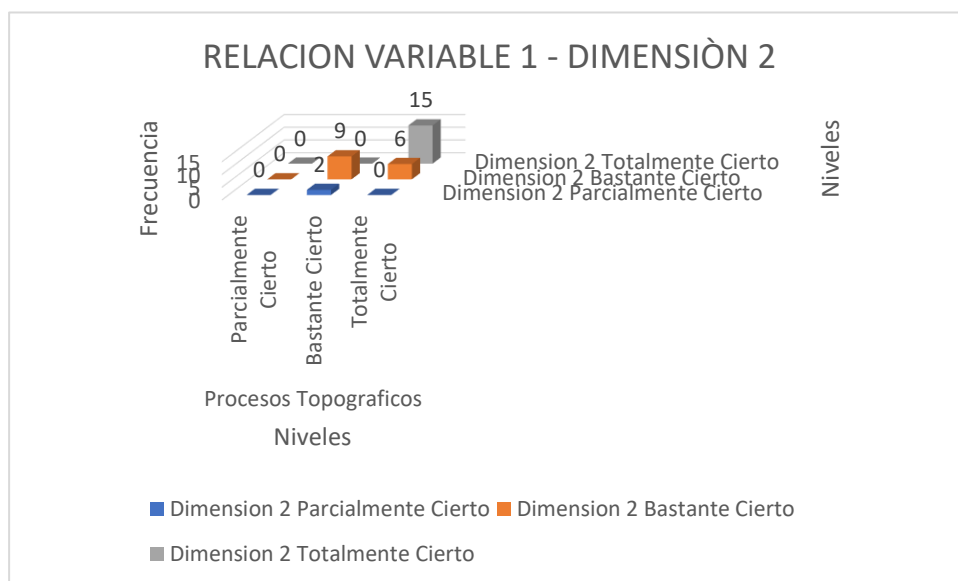 RELACION VARIABLE 1 - DIMENSIÒN 2
15
9
6
0
0
0
2
0
0
Frecuencia
15
10
5
0
Dimension 2 Totalmente Cierto
Dimension 2 Bastante Cierto
Dimension 2 Parcialmente Cierto
Niveles
Parcialmente
Cierto
Bastante Cierto
Totalmente
Cierto
Procesos Topograficos
Niveles
Dimension 2 Parcialmente Cierto
Dimension 2 Bastante Cierto
Dimension 2 Totalmente Cierto